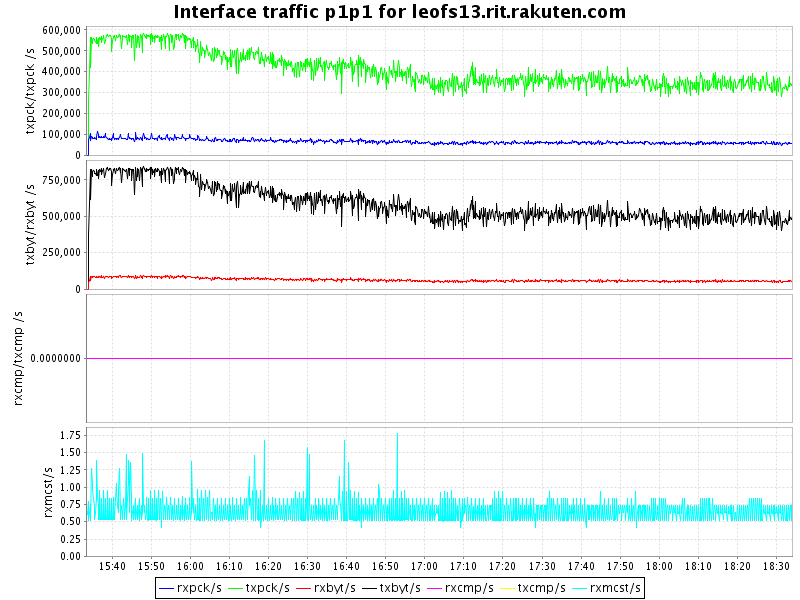 Interface traffic p1p1 for leofs13.rit.rakuten.com
txpck/txpck /s
600,000
500,000
400,000
300,000
200,000
100,000
0
txbyt/rxbyt /s
750,000
500,000
250,000
0
rxcmp/txcmp /s
0.0000000
rxmcst/s
1.75
1.50
1.25
1.00
0.75
0.50
0.25
0.00
15:40 15:50 16:00 16:10 16:20 16:30 16:40 16:50 17:00 17:10 17:20 17:30 17:40 17:50 18:00 18:10 18:20 18:30
rxpck/s txpck/s rxbyt/s txbyt/s rxcmp/s txcmp/s rxmcst/s